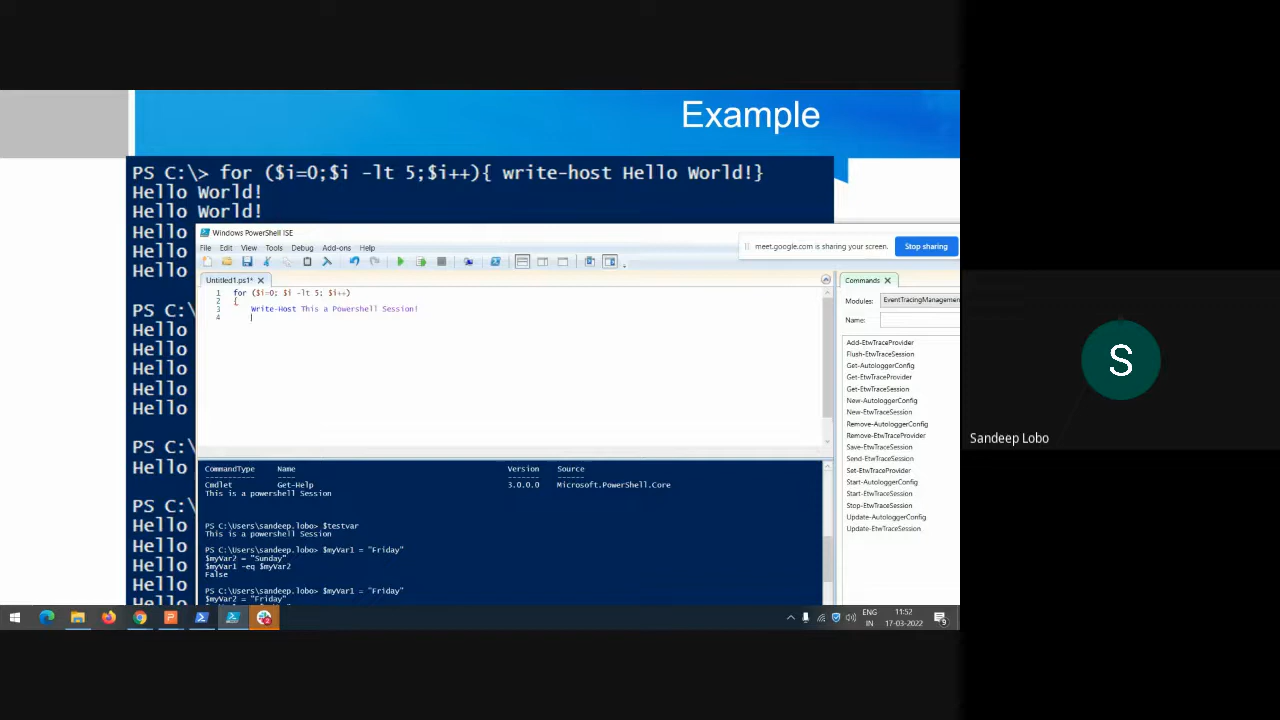 Example
PS C:\> for ($i=0;$i -lt 5;$i++){ write-host Hello World!}
Hello World!
Hello World!
Hello
Hello
Hello
PS C:\
Hello
Hello
Hello
Hello
Hello
PS C:\
Hello
PS C:\
Hello
Hello
Hello
Hello
Windows PowerShell ISE
File Edit View Tools Debug Add-ons Help
meet.google.com is sharing your screen.
Stop sharing
Untitled1.ps1*
1 for ($i=0; $i -lt 5; $i++)
2 {
3 Write-Host This a Powershell Session!
4
CommandType Name Version Source
----------- ---- ------- ------
Cmdlet Get-Help 3.0.0.0 Microsoft.PowerShell.Core
This is a powershell Session
PS C:\Users\sandeep.lobo> $testvar
This is a powershell Session
PS C:\Users\sandeep.lobo> $myVar1 = "Friday"
$myVar2 = "Sunday"
$myVar1 -eq $myVar2
False
PS C:\Users\sandeep.lobo> $myVar1 = "Friday"
$myVar2 = "Friday"
Commands
Modules: EventTracingManagemen
Name:
Add-EtwTraceProvider
Flush-EtwTraceSession
Get-AutologgerConfig
Get-EtwTraceProvider
Get-EtwTraceSession
New-AutologgerConfig
New-EtwTraceSession
Remove-AutologgerConfig
Remove-EtwTraceProvider
Save-EtwTraceSession
Send-EtwTraceSession
Set-EtwTraceProvider
Start-AutologgerConfig
Start-EtwTraceSession
Stop-EtwTraceSession
Update-AutologgerConfig
Update-EtwTraceSession
ENG
IN
11:52
17-03-2022
S
Sandeep Lobo